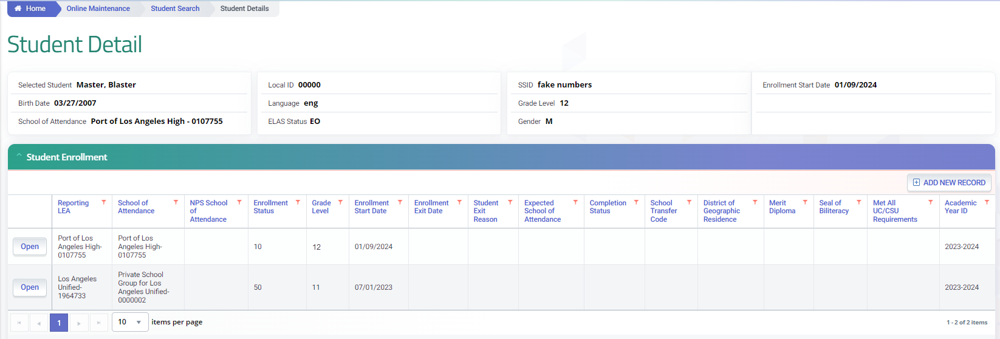 Home Online Maintenance Student Search Student Details
Student Detail
Selected Student Master, Blaster
Birth Date 03/27/2007
School of Attendance Port of Los Angeles High - 0107755
Local ID 00000
Language eng
ELAS Status EO
SSID fake numbers
Grade Level 12
Gender M
Enrollment Start Date 01/09/2024
Student Enrollment
ADD NEW RECORD
Reporting
LEA
School of
Attendance
NPS School
of
Attendance
Enrollment
Status
Grade
Level
Enrollment
Start Date
Enrollment
Exit Date
Student
Exit
Reason
Expected
School of
Attendance
Completion
Status
School
Transfer
Code
District of
Geographic
Residence
Merit
Diploma
Seal of
Biliteracy
Met All
UC/CSU
Requirements
Academic
Year ID
Open
Port of Los
Angeles High-
0107755
Port of Los
Angeles High-
0107755
10
12
01/09/2024
2023-2024
Open
Los Angeles
Unified-
1964733
Private School
Group for Los
Angeles Unified-
0000002
50
11
07/01/2023
2023-2024
1
10
items per page
1 - 2 of 2 items